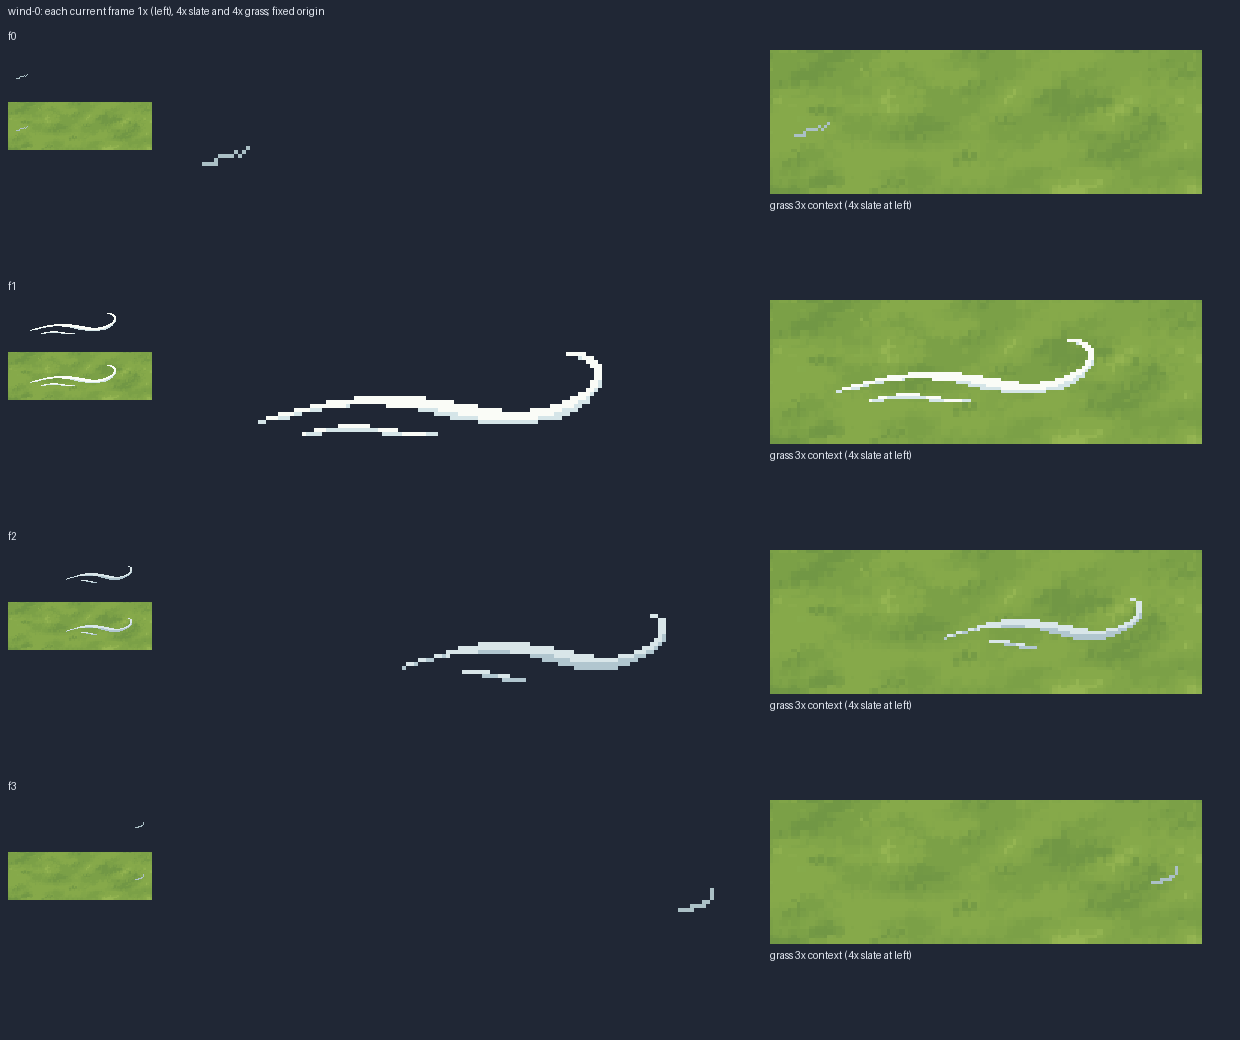 wind-0: each current frame 1x (left), 4x slate and 4x grass; fixed origin
f0
grass 3x context (4x slate at left)
f1
grass 3x context (4x slate at left)
f2
grass 3x context (4x slate at left)
f3
grass 3x context (4x slate at left)